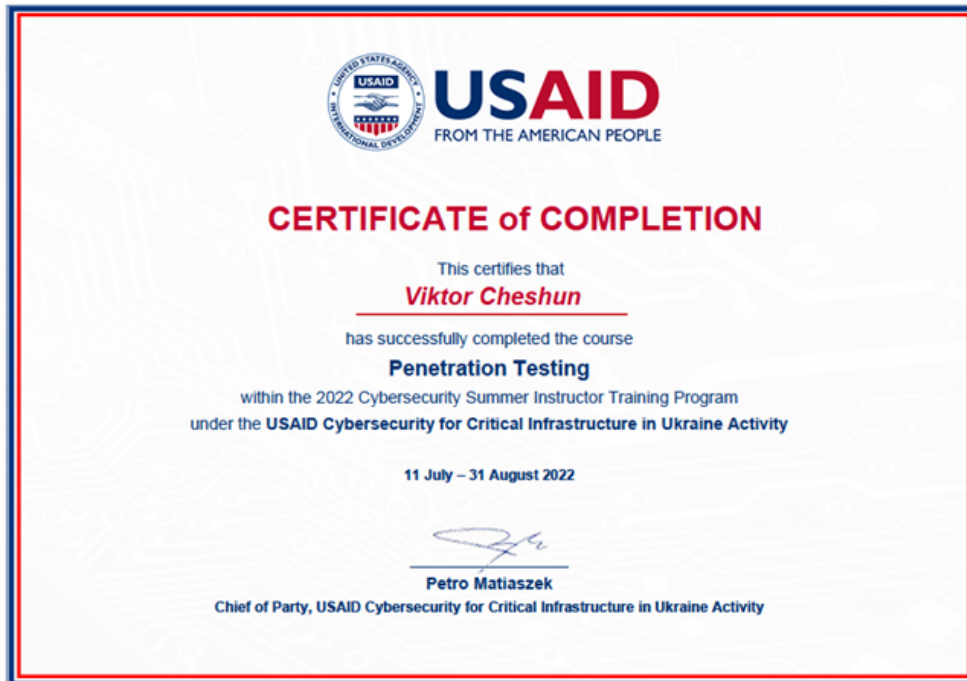 UNITED STATES AGENCY
USAID
INTERNATIONAL DEVELOPMENT
USAID
FROM THE AMERICAN PEOPLE
CERTIFICATE of COMPLETION
This certifies that
Viktor Cheshun
has successfully completed the course
Penetration Testing
within the 2022 Cybersecurity Summer Instructor Training Program
under the USAID Cybersecurity for Critical Infrastructure in Ukraine Activity
11 July – 31 August 2022
Petro Matiaszek
Chief of Party, USAID Cybersecurity for Critical Infrastructure in Ukraine Activity